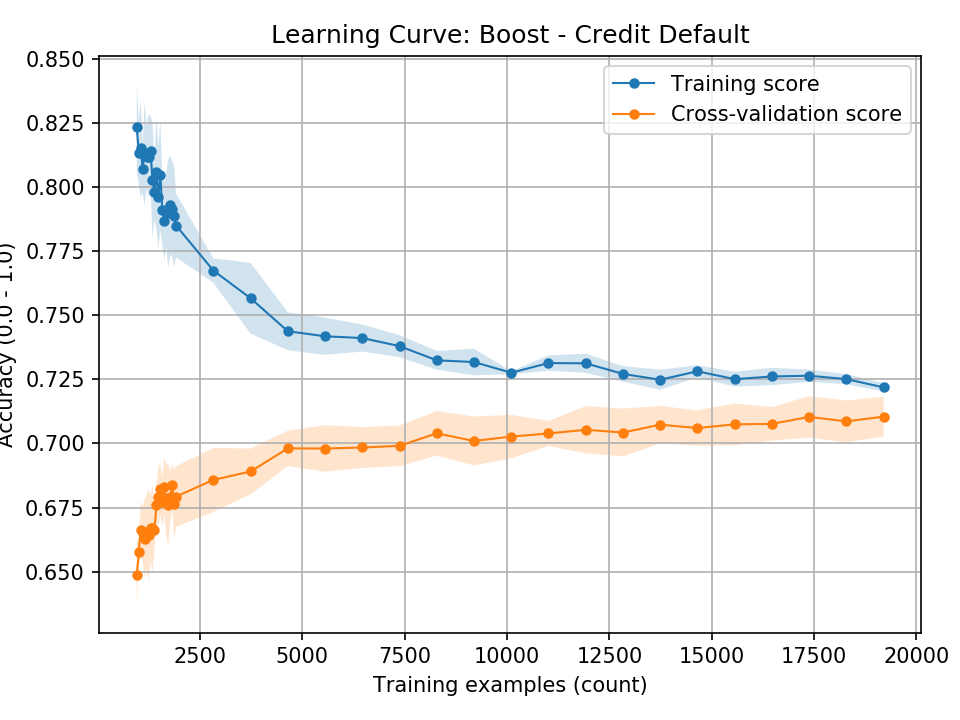 Learning Curve: Boost - Credit Default
Training score
Cross-validation score
0.850
0.825
0.800
0.775
0.750
0.725
0.700
0.675
0.650
Accuracy (0.0 - 1.0)
2500 5000 7500 10000 12500 15000 17500 20000
Training examples (count)